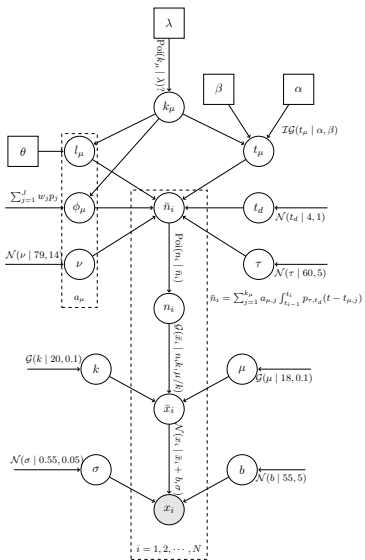 λ
Poi(k_μ | λ)?
β
α
k_μ
IG(t_μ | α, β)
θ
l_μ
t_μ
∑_{j=1}^{J} w_j p_j
ϕ_μ
n̄_i
t_d
N(t_d | 4, 1)
N(ν | 79, 14)
ν
τ
N(τ | 60, 5)
Poi(n_i | n̄_i)
a_μ
n̄_i = ∑_{j=1}^{k_μ} a_{μ,j} ∫_{t_{i−1}}^{t_i} p_{τ,t_d}(t − t_{μ,j})
n_i
G(x̄_i | n_i k, μ/k)
G(k | 20, 0.1)
k
μ
G(μ | 18, 0.1)
x̄_i
N(x_i | x̄_i + b, σ)
N(σ | 0.55, 0.05)
σ
b
N(b | 55, 5)
x_i
i = 1, 2, ⋯ , N